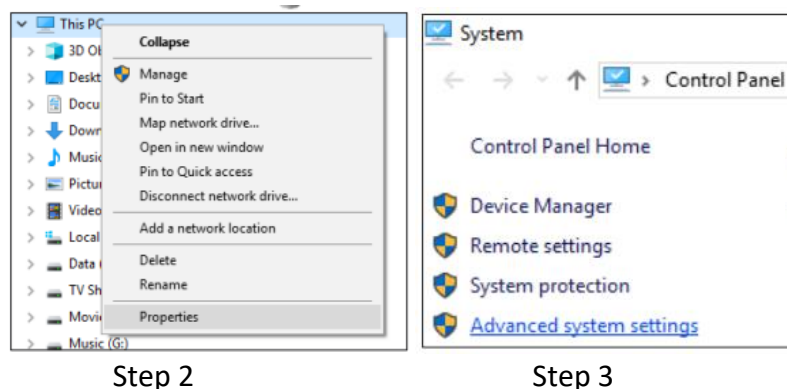 This PC
3D Ob
Deskt
Docu
Down
Music
Pictu
Video
Local
Data (
TV Sh
Movi
Music (G:)
Collapse
Manage
Pin to Start
Map network drive...
Open in new window
Pin to Quick access
Disconnect network drive...
Add a network location
Delete
Rename
Properties
Step 2
System
Control Panel
Control Panel Home
Device Manager
Remote settings
System protection
Advanced system settings
Step 3